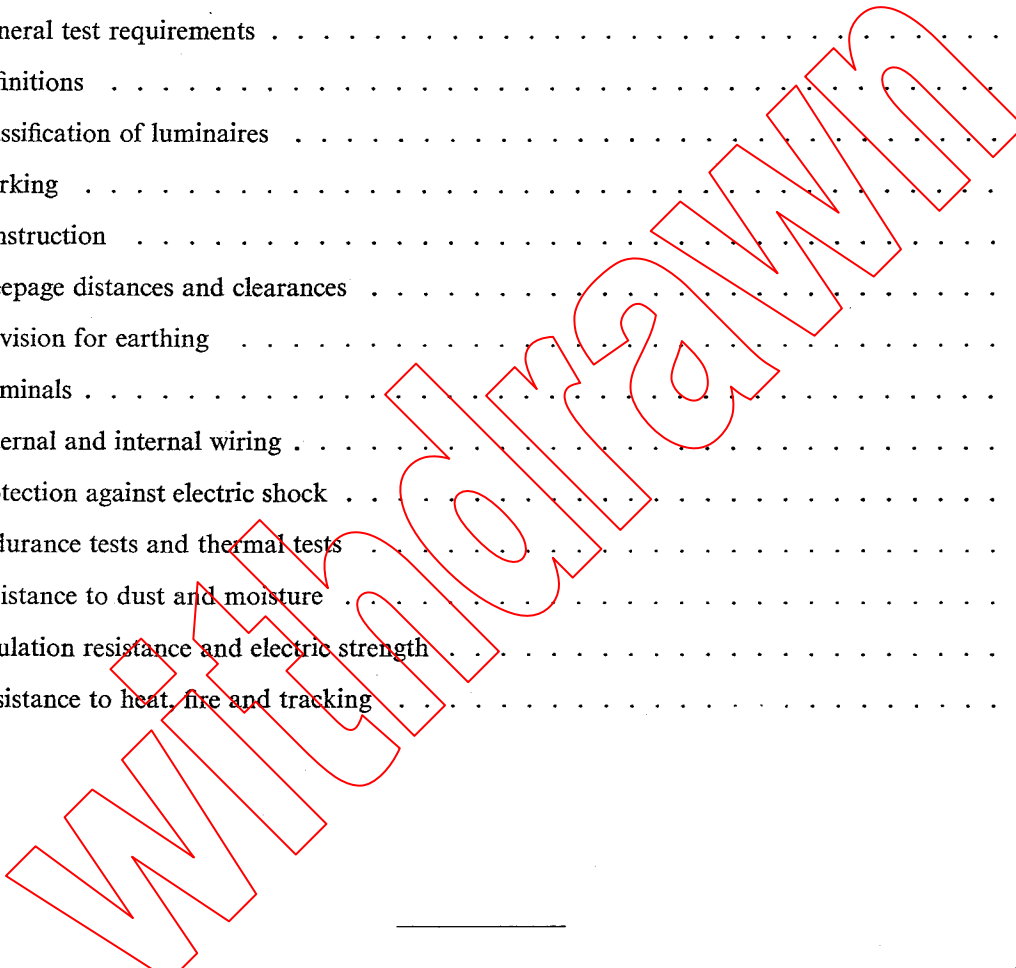 neral test requirements . . . . . . . . . . . . . . . . . . . . . . . . . . . . .
finitions . . . . . . . . . . . . . . . . . . . . . . . . . . . . . . . . . . .
ssification of luminaires . . . . . . . . . . . . . . . . . . . . . . . . . . . .
rking . . . . . . . . . . . . . . . . . . . . . . . . . . . . . . . . . . . .
nstruction . . . . . . . . . . . . . . . . . . . . . . . . . . . . . . . . . .
epage distances and clearances . . . . . . . . . . . . . . . . . . . . . . . . .
vision for earthing . . . . . . . . . . . . . . . . . . . . . . . . . . . . . .
minals . . . . . . . . . . . . . . . . . . . . . . . . . . . . . . . . . . . .
ernal and internal wiring . . . . . . . . . . . . . . . . . . . . . . . . . . . .
tection against electric shock . . . . . . . . . . . . . . . . . . . . . . . . . .
durance tests and thermal tests . . . . . . . . . . . . . . . . . . . . . . . . .
istance to dust and moisture . . . . . . . . . . . . . . . . . . . . . . . . . .
ulation resistance and electric strength . . . . . . . . . . . . . . . . . . . . . .
sistance to heat, fire and tracking . . . . . . . . . . . . . . . . . . . . . . . .
withdrawn